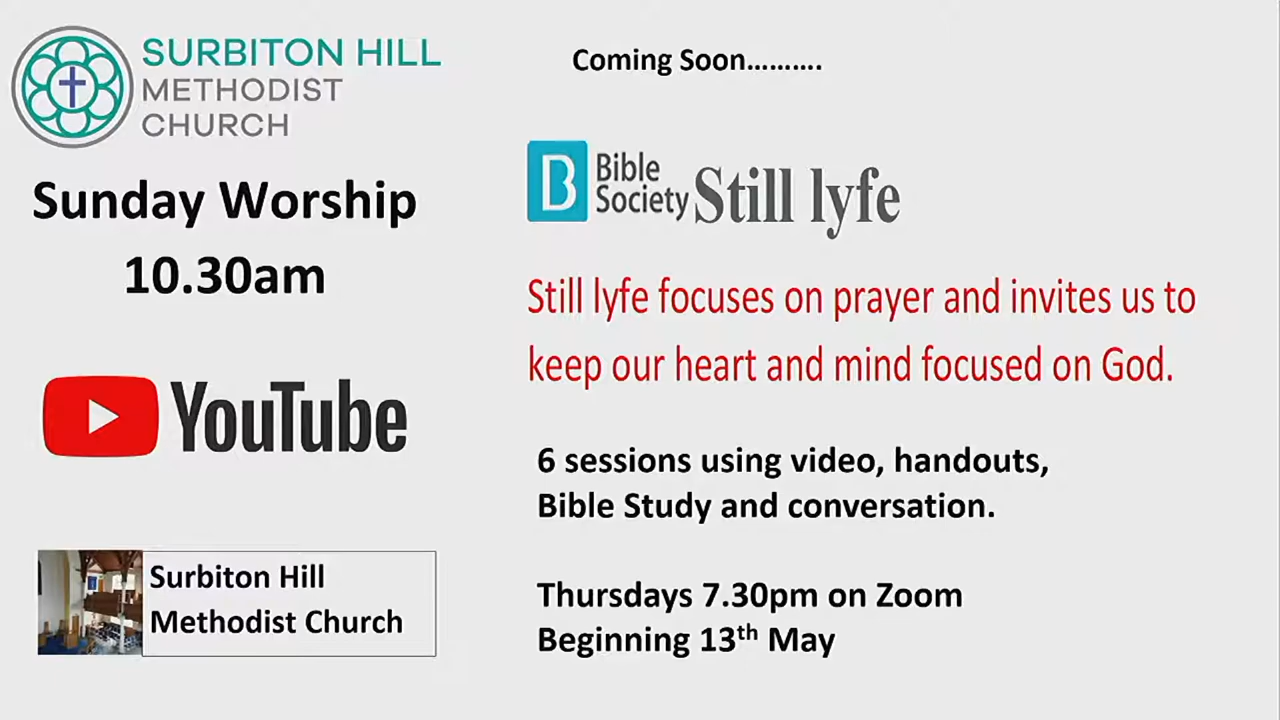 SURBITON HILL
METHODIST
CHURCH
Sunday Worship
10.30am
YouTube
Surbiton Hill
Methodist Church
Coming Soon……….
B Bible
Society Still lyfe
Still lyfe focuses on prayer and invites us to
keep our heart and mind focused on God.
6 sessions using video, handouts,
Bible Study and conversation.
Thursdays 7.30pm on Zoom
Beginning 13th May